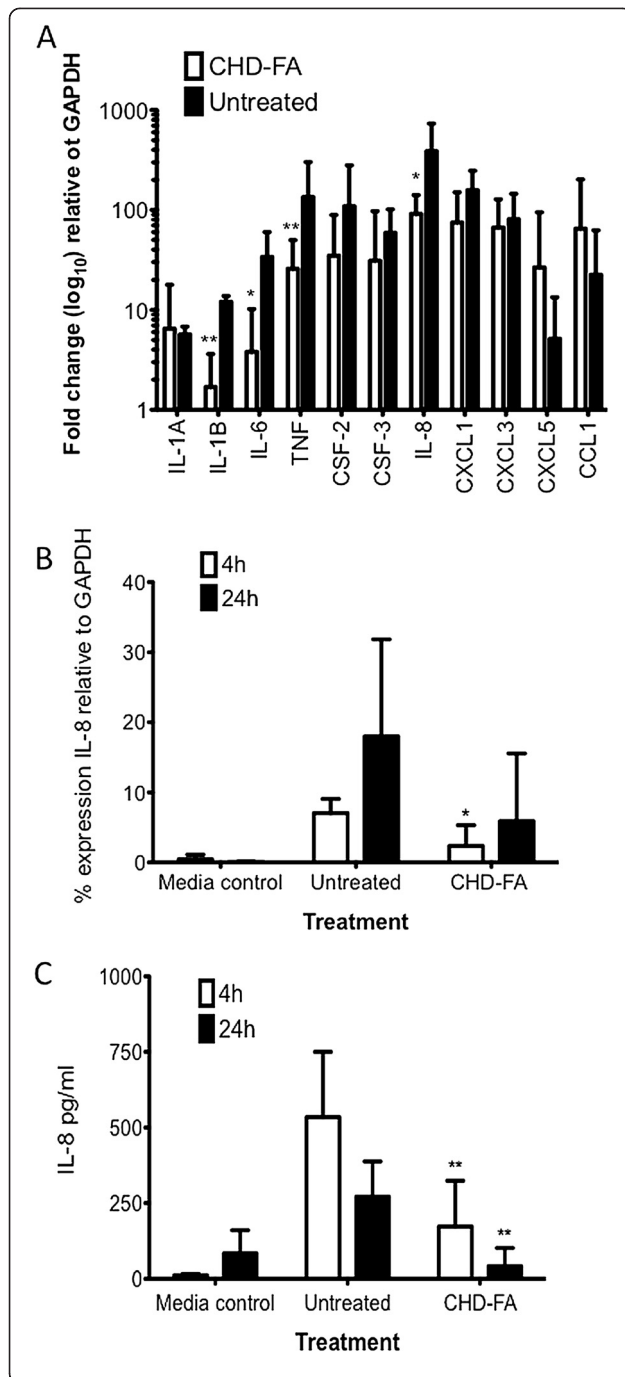 A
CHD-FA
Untreated
Fold change (log10) relative ot GAPDH
1000
100
10
1
** * ** *
IL-1A IL-1B IL-6 TNF CSF-2 CSF-3 IL-8 CXCL1 CXCL3 CXCL5 CCL1
B
4h
24h
% expression IL-8 relative to GAPDH
40
30
20
10
0
*
Media control Untreated CHD-FA
Treatment
C
4h
24h
IL-8 pg/ml
1000
750
500
250
0
** **
Media control Untreated CHD-FA
Treatment